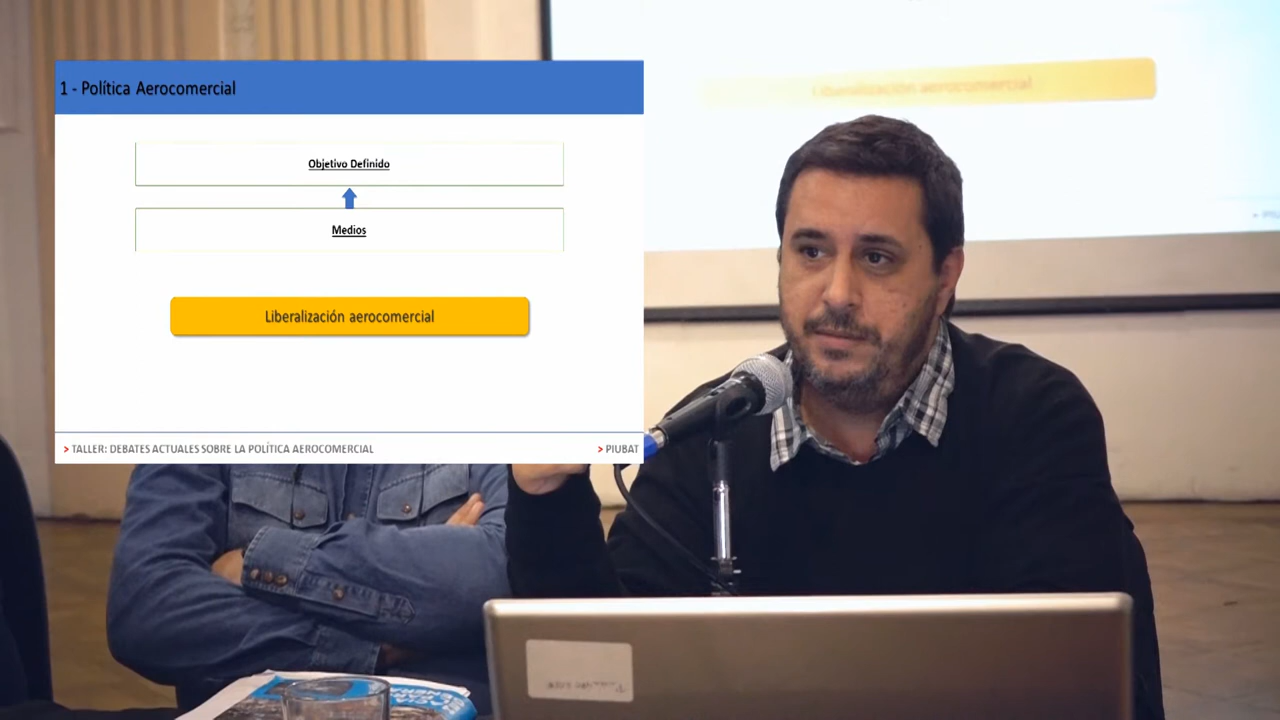 1 - Política Aerocomercial
Objetivo Definido
Medios
Liberalización aerocomercial
> TALLER: DEBATES ACTUALES SOBRE LA POLÍTICA AEROCOMERCIAL
> PIUBAT
Liberalización aerocomercial